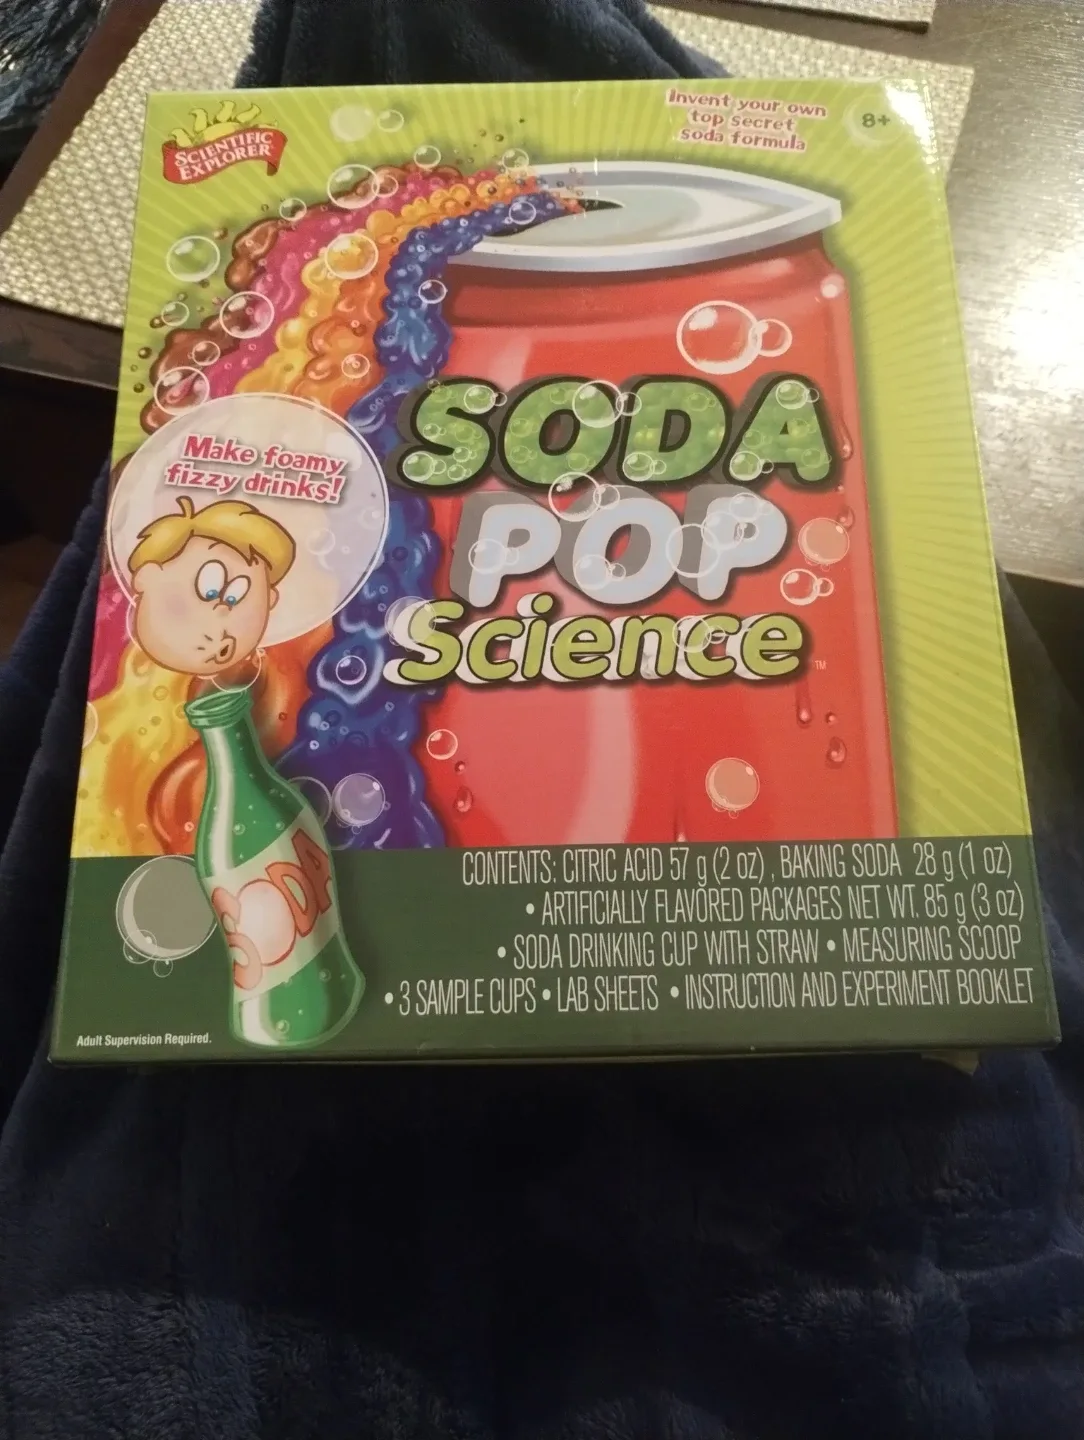 SCIENTIFIC
EXPLORER
Invent your own
top secret
soda formula
8+
Make foamy
fizzy drinks!
SODA
POP
Science
TM
SODA
CONTENTS: CITRIC ACID 57 g (2 oz) , BAKING SODA 28 g (1 oz)
• ARTIFICIALLY FLAVORED PACKAGES NET WT. 85 g (3 oz)
• SODA DRINKING CUP WITH STRAW • MEASURING SCOOP
• 3 SAMPLE CUPS • LAB SHEETS • INSTRUCTION AND EXPERIMENT BOOKLET
Adult Supervision Required.